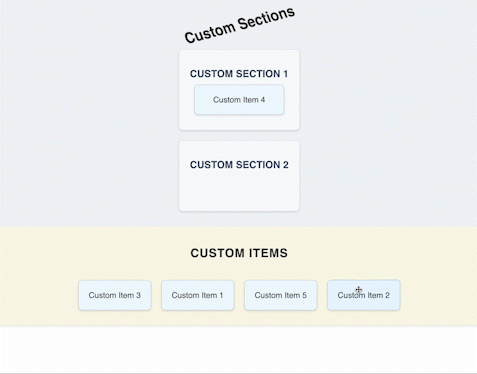 Custom Sections
CUSTOM SECTION 1
Custom Item 4
CUSTOM SECTION 2
CUSTOM ITEMS
Custom Item 3
Custom Item 1
Custom Item 5
Custom Item 2